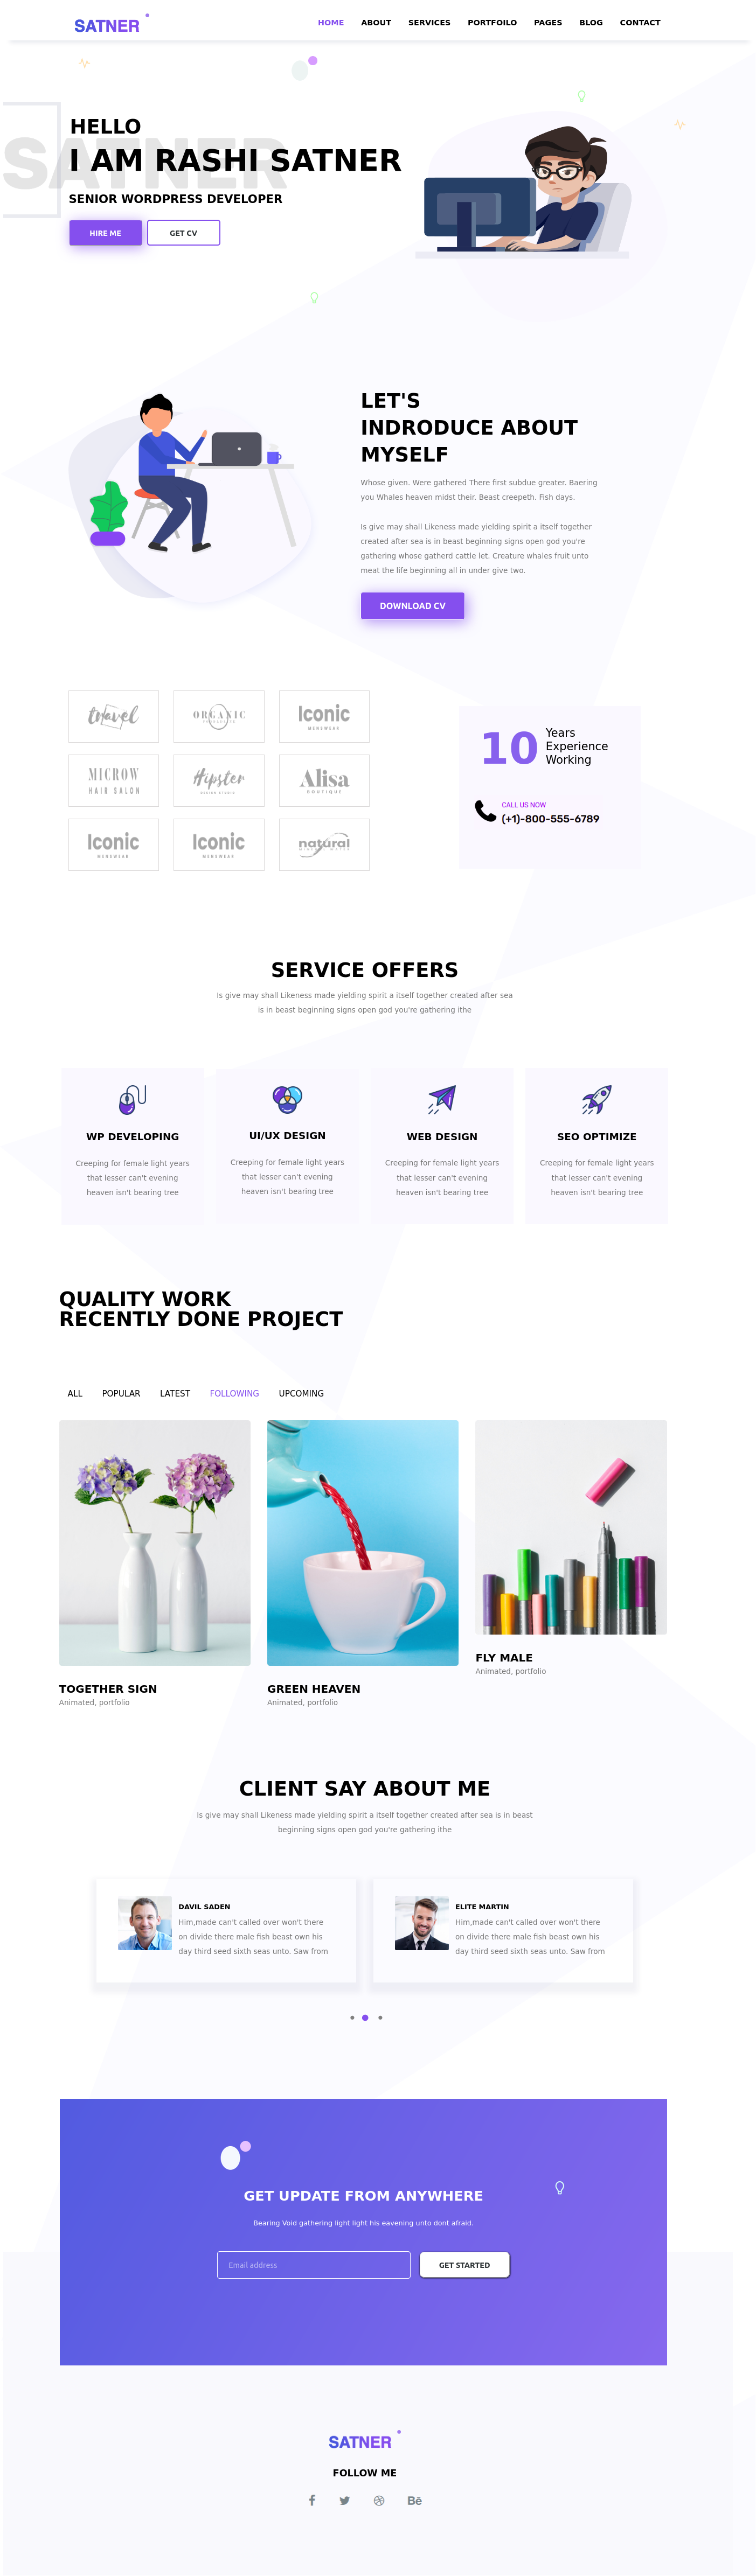 SATNER
HOME ABOUT SERVICES PORTFOILO PAGES BLOG CONTACT
SATNER
HELLO
I AM RASHI SATNER
SENIOR WORDPRESS DEVELOPER
HIRE ME GET CV
LET'S
INDRODUCE ABOUT
MYSELF
Whose given. Were gathered There first subdue greater. Baering
you Whales heaven midst their. Beast creepeth. Fish days.
Is give may shall Likeness made yielding spirit a itself together
created after sea is in beast beginning signs open god you're
gathering whose gatherd cattle let. Creature whales fruit unto
meat the life beginning all in under give two.
DOWNLOAD CV
travel
ORGANIC
Iconic
MENSWEAR
MICROW
HAIR SALON
Hipster
DESIGN STUDIO
Alisa
BOUTIQUE
Iconic
MENSWEAR
Iconic
MENSWEAR
natural
10
Years
Experience
Working
CALL US NOW
(+1)-800-555-6789
SERVICE OFFERS
Is give may shall Likeness made yielding spirit a itself together created after sea
is in beast beginning signs open god you're gathering ithe
WP DEVELOPING
Creeping for female light years
that lesser can't evening
heaven isn't bearing tree
UI/UX DESIGN
Creeping for female light years
that lesser can't evening
heaven isn't bearing tree
WEB DESIGN
Creeping for female light years
that lesser can't evening
heaven isn't bearing tree
SEO OPTIMIZE
Creeping for female light years
that lesser can't evening
heaven isn't bearing tree
QUALITY WORK
RECENTLY DONE PROJECT
ALL POPULAR LATEST FOLLOWING UPCOMING
TOGETHER SIGN
Animated, portfolio
GREEN HEAVEN
Animated, portfolio
FLY MALE
Animated, portfolio
CLIENT SAY ABOUT ME
Is give may shall Likeness made yielding spirit a itself together created after sea is in beast
beginning signs open god you're gathering ithe
DAVIL SADEN
Him,made can't called over won't there
on divide there male fish beast own his
day third seed sixth seas unto. Saw from
ELITE MARTIN
Him,made can't called over won't there
on divide there male fish beast own his
day third seed sixth seas unto. Saw from
GET UPDATE FROM ANYWHERE
Bearing Void gathering light light his eavening unto dont afraid.
Email address GET STARTED
SATNER
FOLLOW ME
Bē